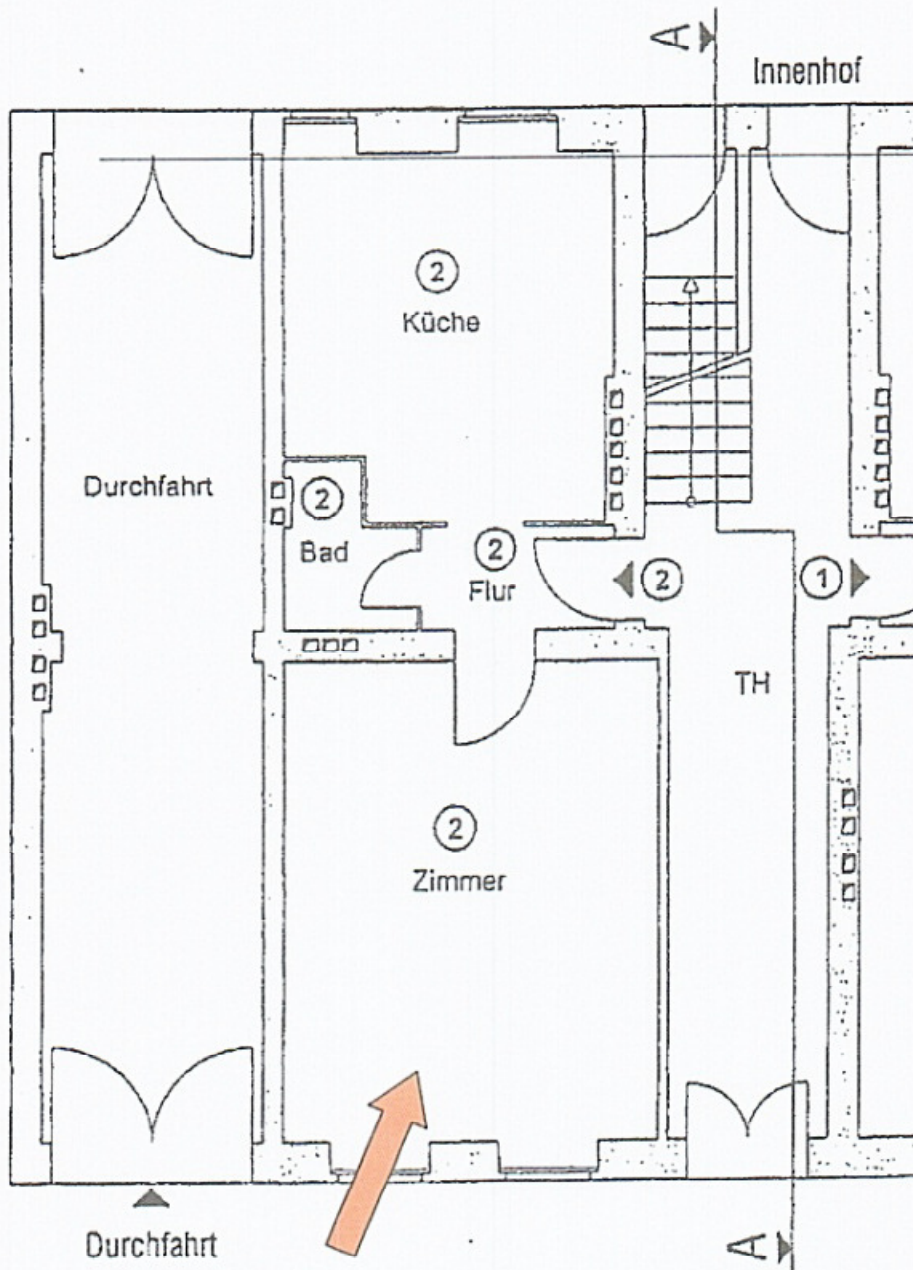 A
Innenhof
2
Küche
Durchfahrt
2
Bad
2
Flur
2
1
TH
2
Zimmer
Durchfahrt
A